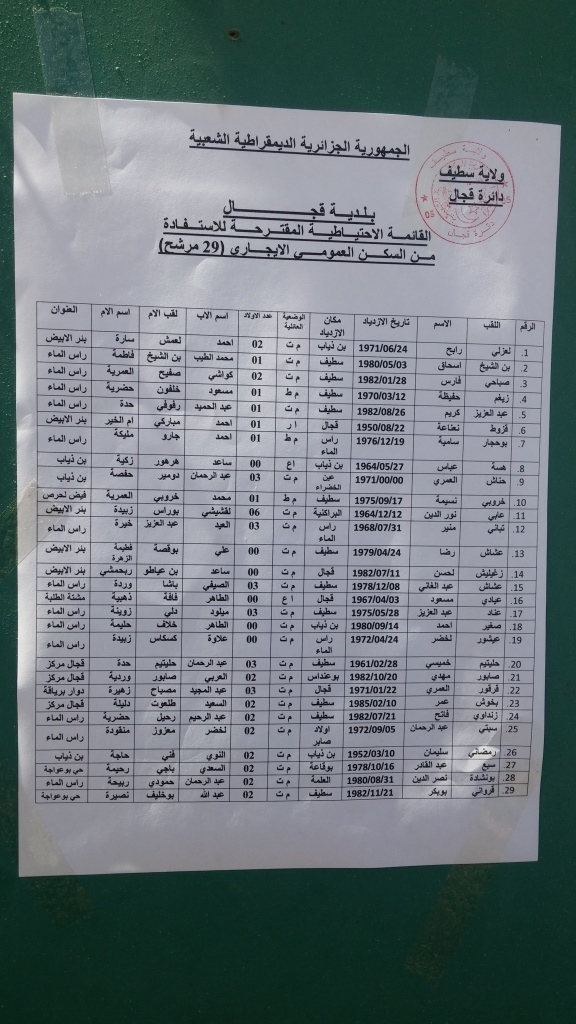 الجمهورية الجزائرية الديمقراطية الشعبية
ولاية سطيف
دائرة قجال
بلدية قجال
القائمة الاحتياطية المقترحة للاستفادة
من السكن العمومي الايجاري (29 مرشح)
الرقم اللقب الاسم تاريخ الازدياد مكان الازدياد الوضعية العائلية عدد الاولاد اسم الاب لقب الام اسم الام العنوان
1. لعزلي رابح 1971/06/24 بن ذياب م ت 02 احمد لعمش سارة بئر الابيض
2. بن الشيخ اسحاق 1980/05/03 سطيف م ت 01 محمد الطيب بن الشيخ فاطمة راس الماء
3. صباحي فارس 1982/01/28 سطيف م ت 02 كواشي صفيح العمرية راس الماء
4. زيغم حفيظة 1970/03/12 سطيف م ط 01 مسعود خلفون حضرية راس الماء
5. عبد العزيز كريم 1982/08/26 سطيف م ت 01 عبد الحميد رفوفي حدة راس الماء
6. قزوط نعناعة 1950/08/22 قجال ا ر 01 احمد مباركي ام الخير بئر الابيض
7. بوحجار سامية 1976/12/19 راس الماء م ط 01 احمد جارو مليكة راس الماء
8. هسة عباس 1964/05/27 بن ذياب اع 00 ساعد هرهور زكية بن ذياب
9. حناش العمري 1971/00/00 عين الخضراء م ت 03 عبد الرحمان دومير حفصة بن ذياب
10. خروبي نسيمة 1975/09/17 سطيف م ط 01 محمد خروبي العمرية فيض لحرص
11. عابي نور الدين 1964/12/12 البراكتية م ت 06 لقشيشي بوراس زبيدة بئر الابيض
12. تباني منير 1968/07/31 راس الماء م ت 03 العيد عبد العزيز خيرة راس الماء
13. عشاش رضا 1979/04/24 سطيف م ت 00 علي بوقصة فطيمة الزهرة بئر الابيض
14. زغيليش لحسن 1982/07/11 قجال م ت 00 ساعد بن عياطو ريحمشي بئر الابيض
15. عشاش عبد الغاني 1978/12/08 سطيف م ت 03 الصيفي باشا وردة راس الماء
16. عيادي مسعود 1967/04/03 قجال ا ع 00 الطاهر فافة ذهبية مشتة الطلبة
17. عناد عبد العزيز 1975/05/28 سطيف م ت 03 ميلود دلي زوينة راس الماء
18. صغير احمد 1980/09/14 بن ذياب م ت 00 الطاهر خلاف حليمة راس الماء
19. عيشور لخضر 1972/04/24 راس الماء م ت 00 علاوة كسكاس زبيدة راس الماء
20. حليتيم خميسي 1961/02/28 سطيف م ت 03 عبد الرحمان حليتيم حدة قجال مركز
21. صابور مهدي 1982/10/20 بوعنداس م ت 02 العربي صابور وردية قجال مركز
22. قرقور العمري 1971/01/22 قجال م ت 03 عبد المجيد مصباح زهيرة دوار بريافة
23. بخوش عمر 1985/02/10 سطيف م ت 02 السعيد طلعوت دليلة قجال مركز
24. زنداوي فاتح 1982/07/21 سطيف م ت 02 عبد الرحيم رحيل حضرية راس الماء
25. سبتي عبد الرحمان 1972/09/05 اولاد صابر م ت 02 لخضر معزوز منقودة راس الماء
26. رمضاني سليمان 1952/03/10 بن ذياب م ت 02 النوي فني حاجة بن ذياب
27. سبع عبد القادر 1978/10/16 بوقاعة م ت 02 السعدي باجي رحيمة حي بوعواجة
28. بونشادة نصر الدين 1980/08/31 العلمة م ت 02 عبد الرحمان حمودي ربيحة راس الماء
29. قرواني بوبكر 1982/11/21 سطيف م ت 02 عبد الله بوخليف نصيرة حي بوعواجة